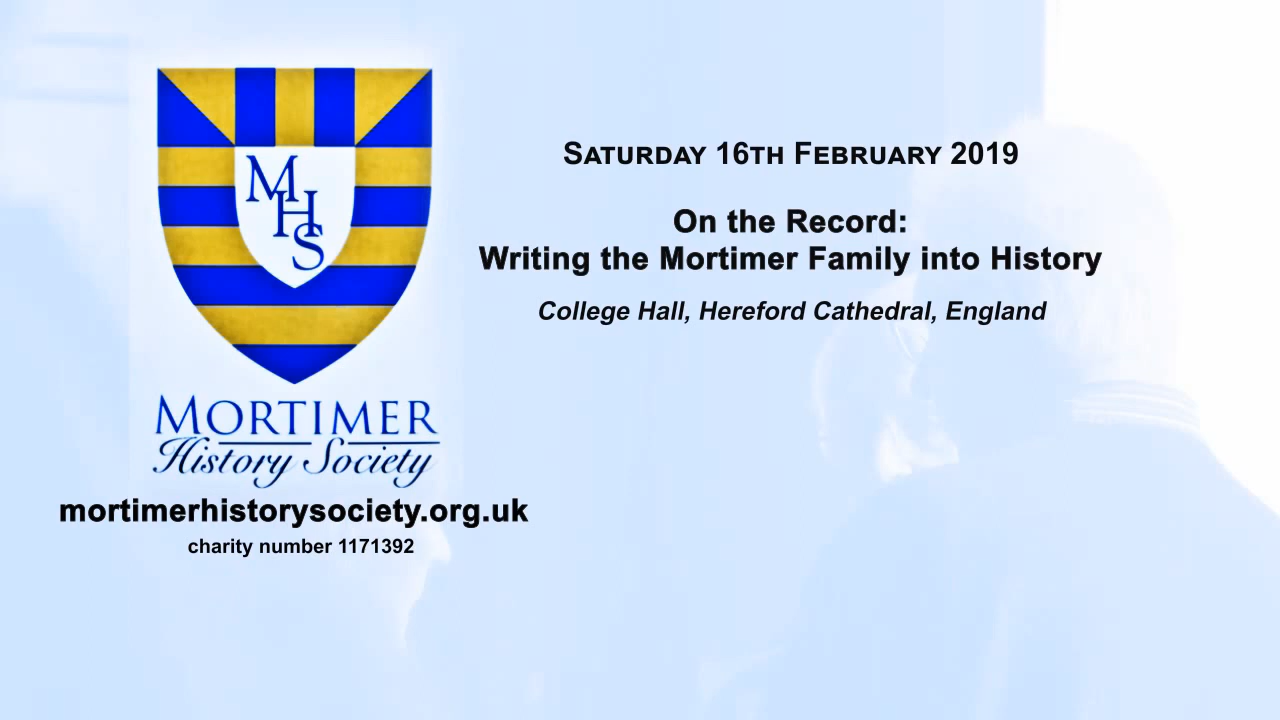 MHS
MORTIMER
History Society
mortimerhistorysociety.org.uk
charity number 1171392
SATURDAY 16TH FEBRUARY 2019
On the Record:
Writing the Mortimer Family into History
College Hall, Hereford Cathedral, England